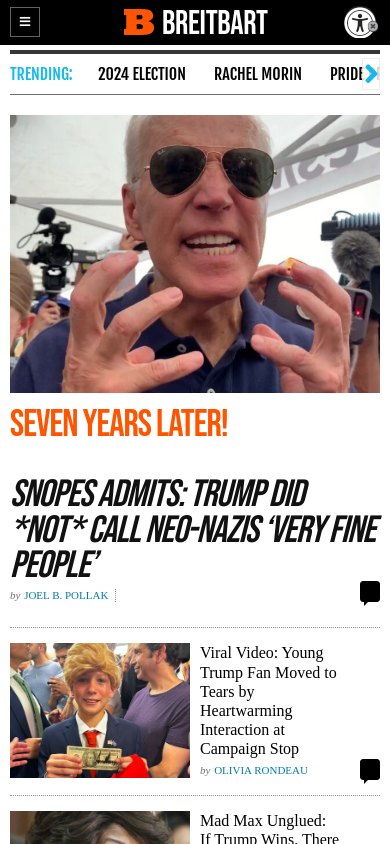 BREITBART
TRENDING: 2024 ELECTION RACHEL MORIN PRIDE
SEVEN YEARS LATER!
SNOPES ADMITS: TRUMP DID
*NOT* CALL NEO-NAZIS ‘VERY FINE
PEOPLE’
by JOEL B. POLLAK
Viral Video: Young
Trump Fan Moved to
Tears by
Heartwarming
Interaction at
Campaign Stop
by OLIVIA RONDEAU
Mad Max Unglued:
If Trump Wins, There